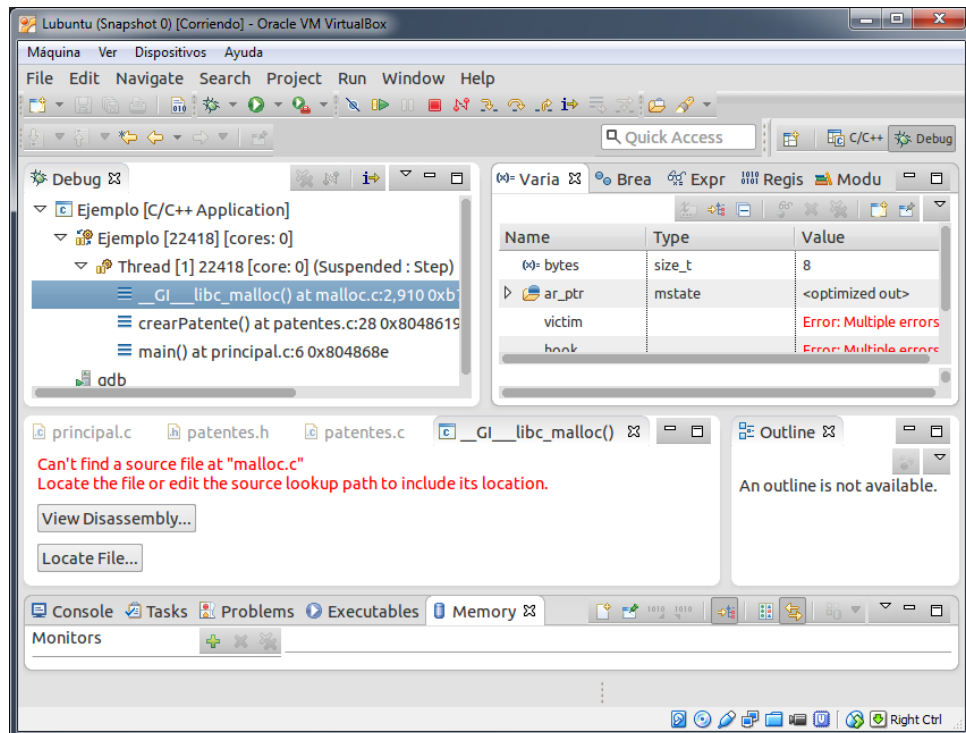 Lubuntu (Snapshot 0) [Corriendo] - Oracle VM VirtualBox
Máquina Ver Dispositivos Ayuda
File Edit Navigate Search Project Run Window Help
Quick Access C/C++ Debug
Debug
Ejemplo [C/C++ Application]
Ejemplo [22418] [cores: 0]
Thread [1] 22418 [core: 0] (Suspended : Step)
__GI___libc_malloc() at malloc.c:2,910 0xb7
crearPatente() at patentes.c:28 0x8048619
main() at principal.c:6 0x804868e
gdb
(x)= Varia Brea Expr Regis Modu
Name Type Value
(x)= bytes size_t 8
ar_ptr mstate <optimized out>
victim Error: Multiple errors
hook Error: Multiple errors
principal.c patentes.h patentes.c __GI___libc_malloc()
Can't find a source file at "malloc.c"
Locate the file or edit the source lookup path to include its location.
View Disassembly...
Locate File...
Outline
An outline is not available.
Console Tasks Problems Executables Memory
Monitors
Right Ctrl